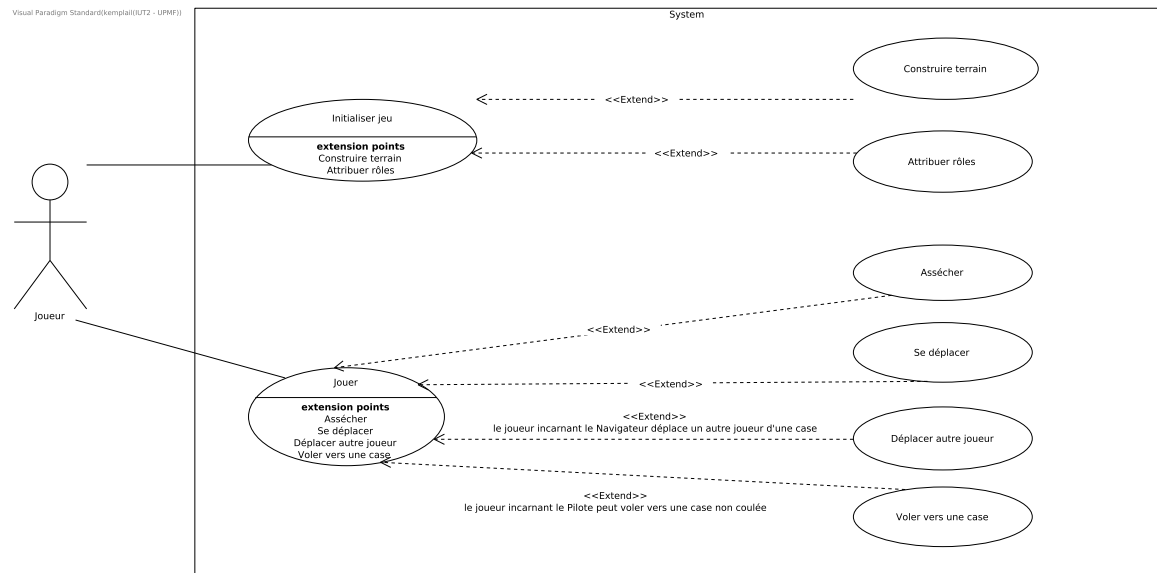 Visual Paradigm Standard(kemplail(IUT2 - UPMF))
System
Construire terrain
<<Extend>>
Initialiser jeu
extension points
Construire terrain
Attribuer rôles
<<Extend>>
Attribuer rôles
Joueur
Assécher
<<Extend>>
Se déplacer
<<Extend>>
Jouer
extension points
Assécher
Se déplacer
Déplacer autre joueur
Voler vers une case
<<Extend>>
le joueur incarnant le Navigateur déplace un autre joueur d'une case
Déplacer autre joueur
<<Extend>>
le joueur incarnant le Pilote peut voler vers une case non coulée
Voler vers une case